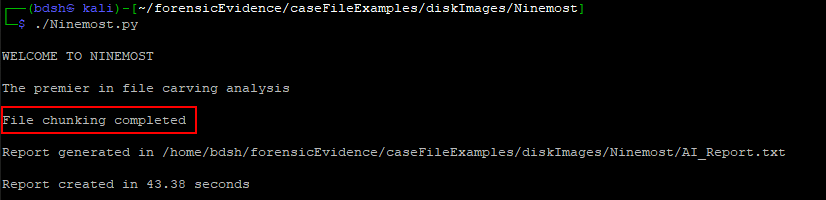 ┌──(bdsh㉿kali)-[~/forensicEvidence/caseFileExamples/diskImages/Ninemost]
└─$ ./Ninemost.py
WELCOME TO NINEMOST
The premier in file carving analysis
File chunking completed
Report generated in /home/bdsh/forensicEvidence/caseFileExamples/diskImages/Ninemost/AI_Report.txt
Report created in 43.38 seconds